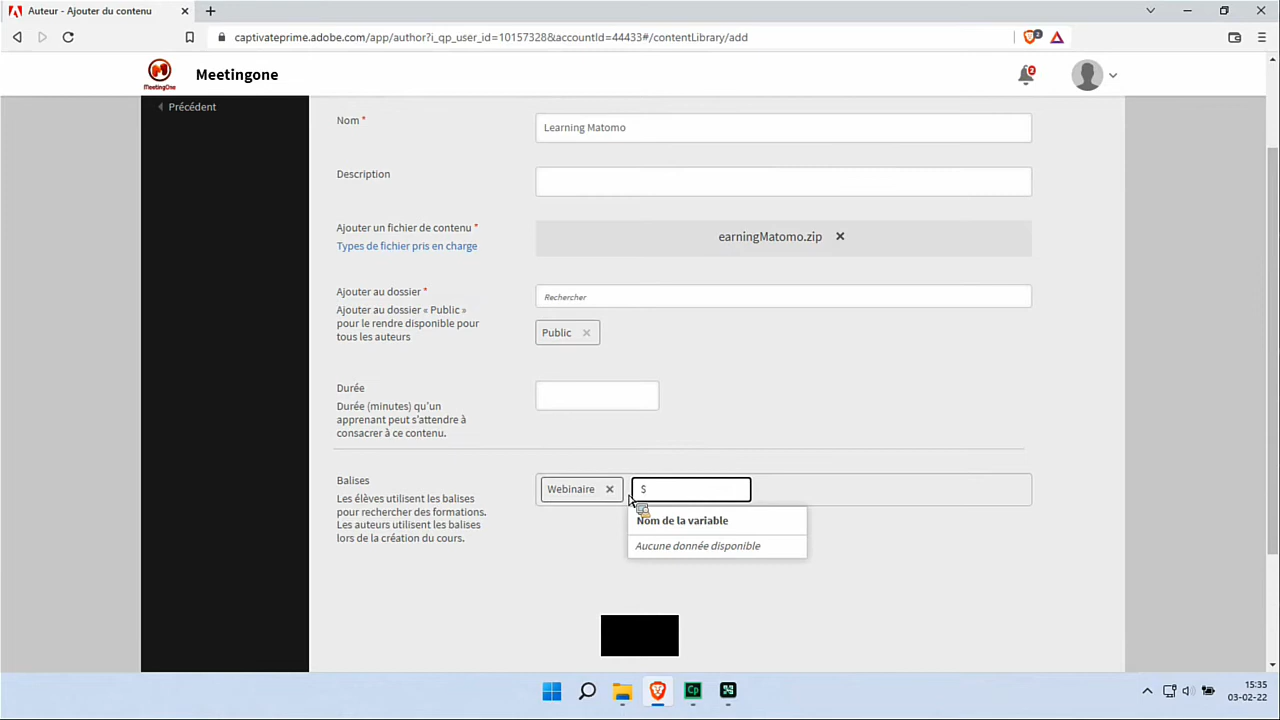 Auteur - Ajouter du contenu
captivateprime.adobe.com/app/author?i_qp_user_id=10157328&accountId=44433#/contentLibrary/add
2
MeetingOne
Meetingone
2
Précédent
Nom *
Learning Matomo
Description
Ajouter un fichier de contenu *
Types de fichier pris en charge
earningMatomo.zip
Ajouter au dossier *
Rechercher
Ajouter au dossier « Public »
pour le rendre disponible pour
tous les auteurs
Public
Durée
Durée (minutes) qu'un
apprenant peut s'attendre à
consacrer à ce contenu.
Balises
Webinaire
$
Les élèves utilisent les balises
pour rechercher des formations.
Les auteurs utilisent les balises
lors de la création du cours.
Nom de la variable
Aucune donnée disponible
Cp
15:35
03-02-22